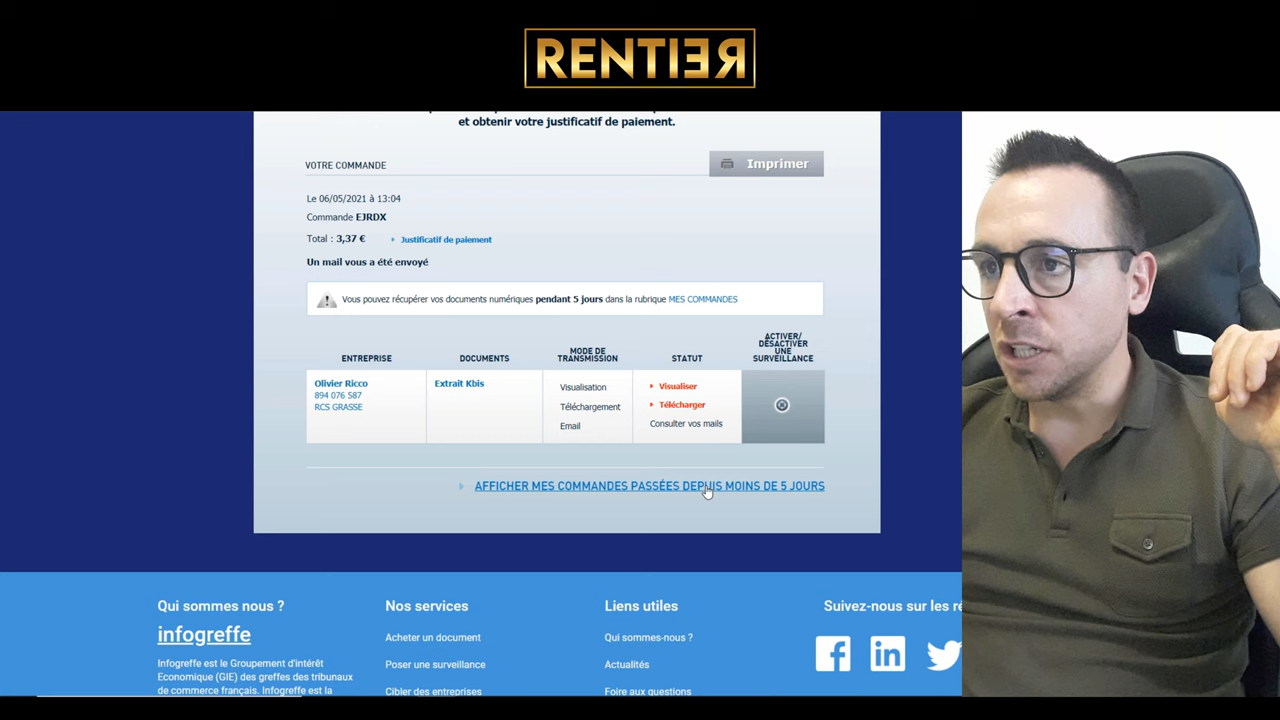 RENTIER
et obtenir votre justificatif de paiement.
VOTRE COMMANDE
Imprimer
Le 06/05/2021 à 13:04
Commande EJRDX
Total : 3,37 €
Justificatif de paiement
Un mail vous a été envoyé
Vous pouvez récupérer vos documents numériques pendant 5 jours dans la rubrique MES COMMANDES
ENTREPRISE
DOCUMENTS
MODE DE
TRANSMISSION
STATUT
ACTIVER/
DÉSACTIVER
UNE
SURVEILLANCE
Olivier Ricco
894 076 587
RCS GRASSE
Extrait Kbis
Visualisation
Téléchargement
Email
Visualiser
Télécharger
Consulter vos mails
AFFICHER MES COMMANDES PASSÉES DEPUIS MOINS DE 5 JOURS
Qui sommes nous ?
infogreffe
Infogreffe est le Groupement d'intérêt
Economique (GIE) des greffes des tribunaux
de commerce français. Infogreffe est la
Nos services
Acheter un document
Poser une surveillance
Cibler des entreprises
Liens utiles
Qui sommes-nous ?
Actualités
Foire aux questions
Suivez-nous sur les ré